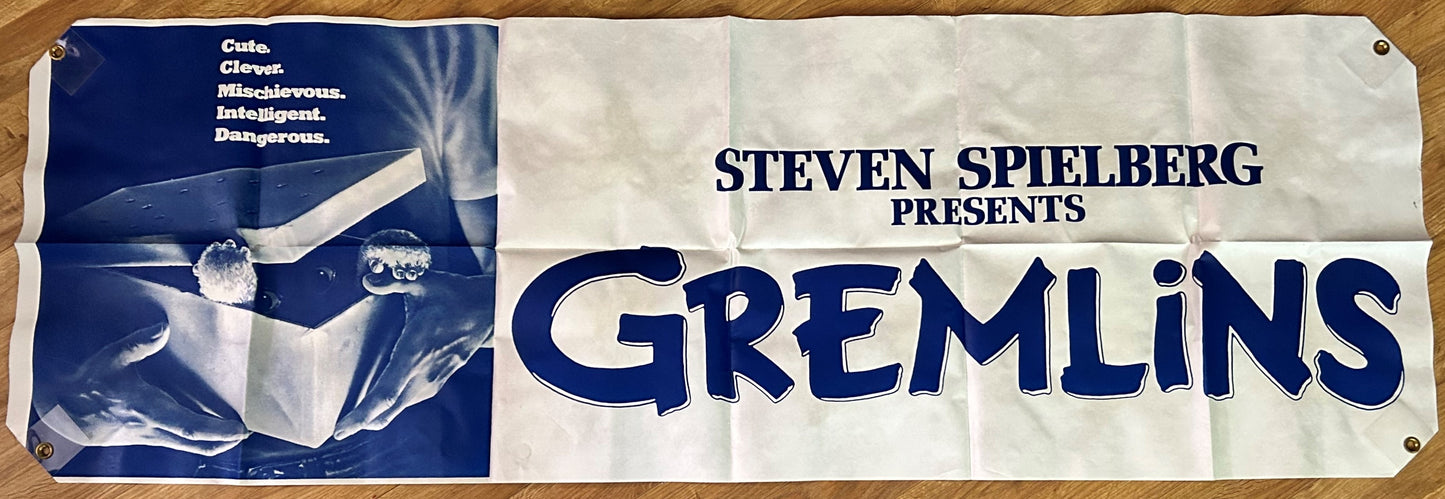 Cute.
Clever.
Mischievous.
Intelligent.
Dangerous.
STEVEN SPIELBERG
PRESENTS
GREMLiNS